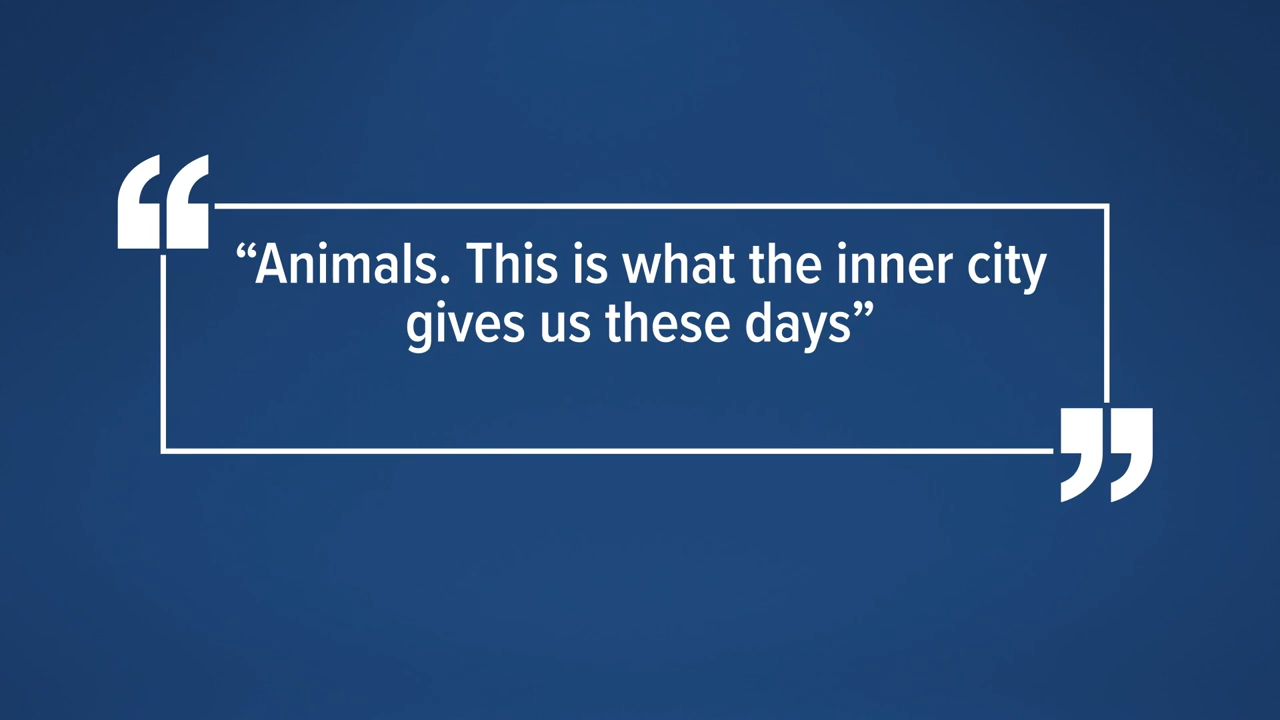 “Animals. This is what the inner city
gives us these days”